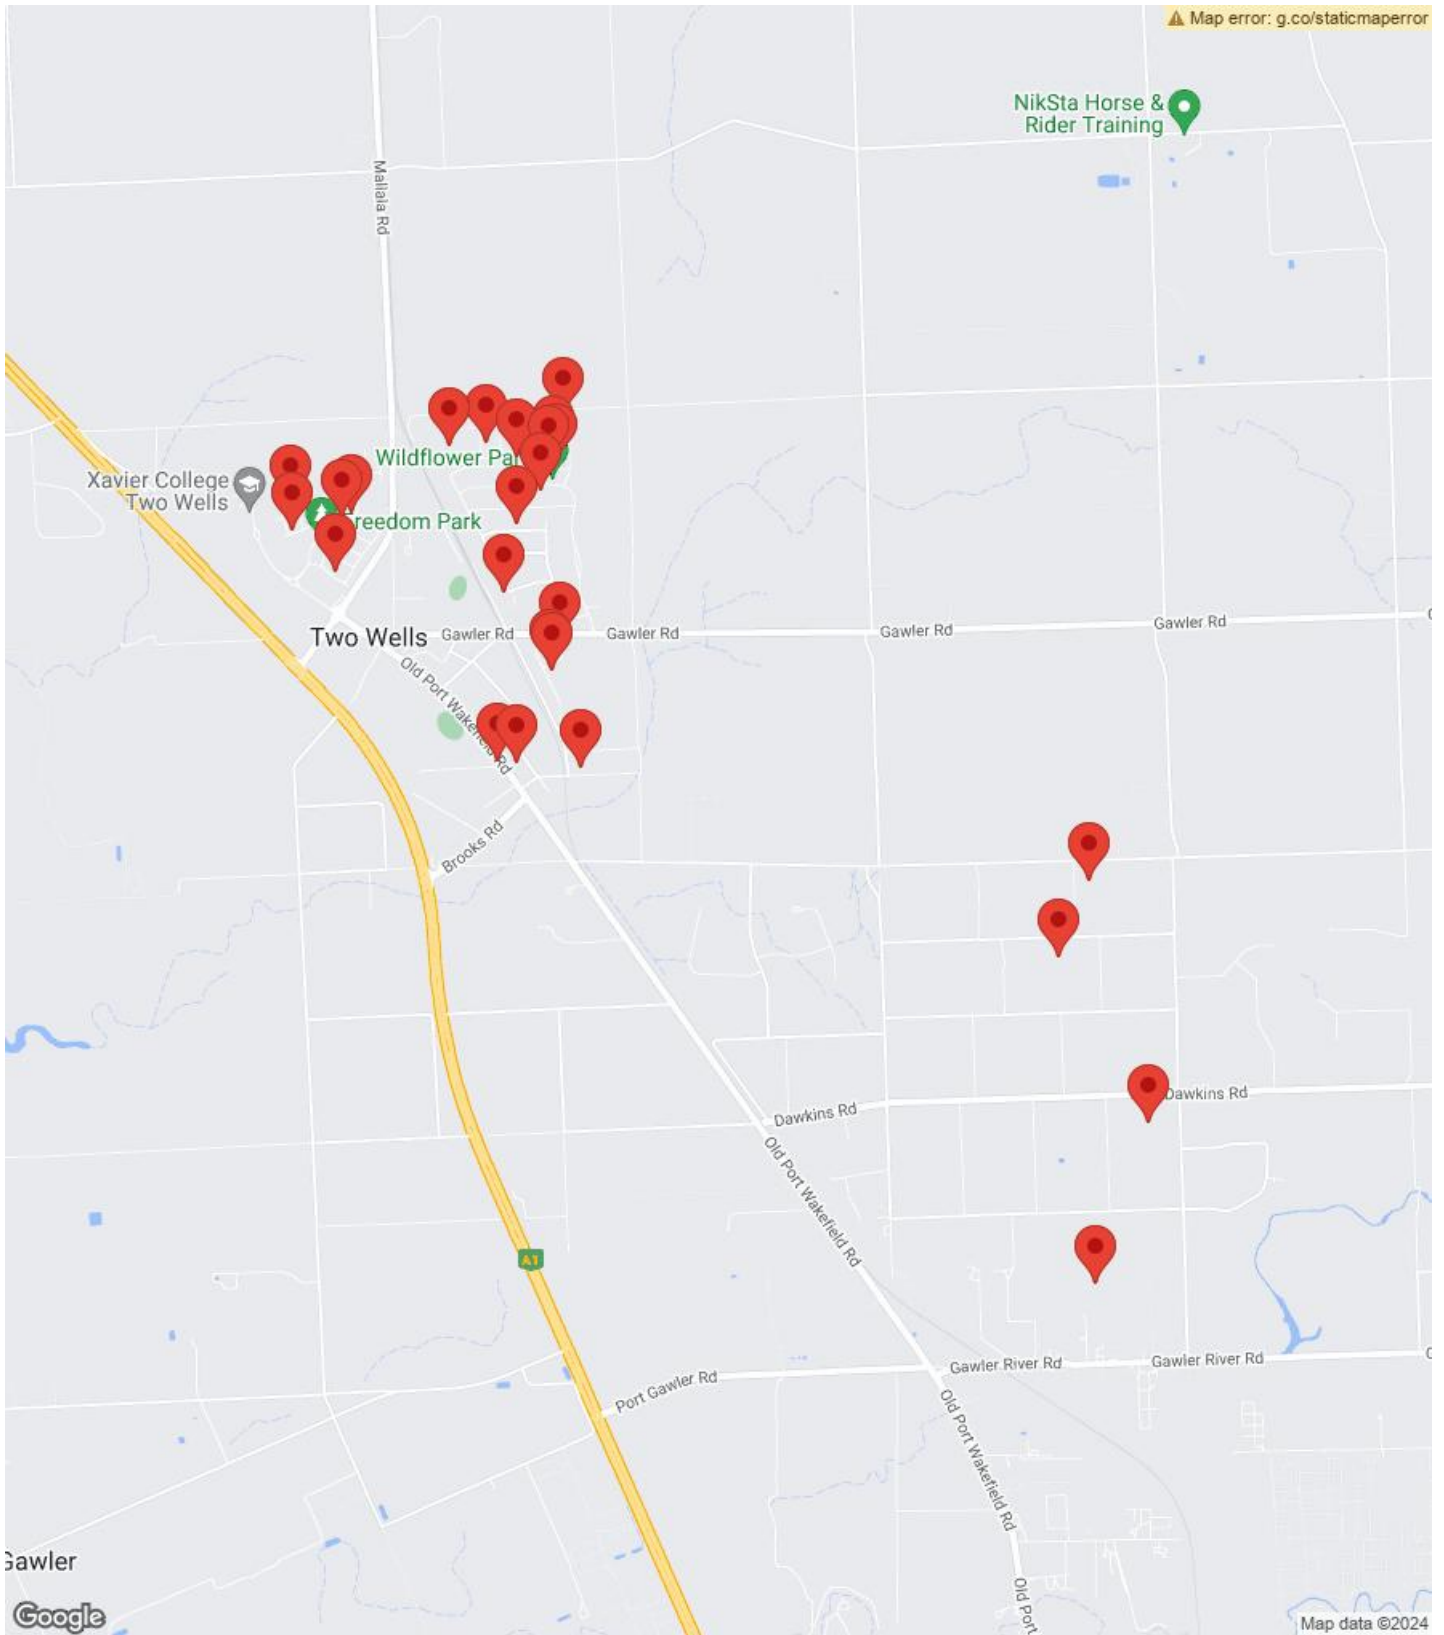 Map error: g.co/staticmaperror
NikSta Horse &
Rider Training
Mallala Rd
Wildflower Par
Xavier College
Two Wells
reedom Park
Two Wells
Gawler Rd
Gawler Rd
Gawler Rd
Gawler Rd
G
Old Port Wakefield Rd
Brooks Rd
Dawkins Rd
Dawkins Rd
Old Port Wakefield Rd
A1
Gawler River Rd
Gawler River Rd
G
Port Gawler Rd
Old Port Wakefield Rd
Gawler
Old Port
Google
Map data ©2024